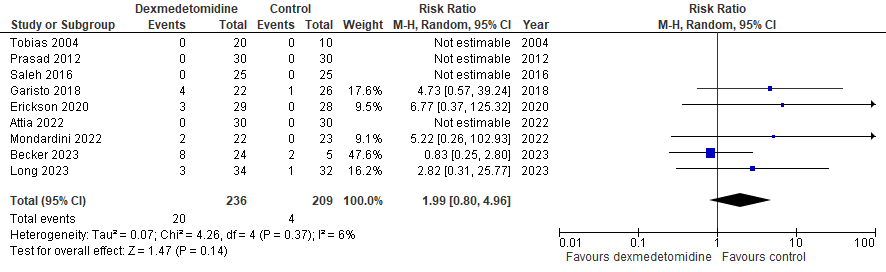 Dexmedetomidine Control Risk Ratio Risk Ratio
Study or Subgroup Events Total Events Total Weight M-H, Random, 95% CI Year M-H, Random, 95% CI
Tobias 2004 0 20 0 10 Not estimable 2004
Prasad 2012 0 30 0 30 Not estimable 2012
Saleh 2016 0 25 0 25 Not estimable 2016
Garisto 2018 4 22 1 26 17.6% 4.73 [0.57, 39.24] 2018
Erickson 2020 3 29 0 28 9.5% 6.77 [0.37, 125.32] 2020
Attia 2022 0 30 0 30 Not estimable 2022
Mondardini 2022 2 22 0 23 9.1% 5.22 [0.26, 102.93] 2022
Becker 2023 8 24 2 5 47.6% 0.83 [0.25, 2.80] 2023
Long 2023 3 34 1 32 16.2% 2.82 [0.31, 25.77] 2023
Total (95% CI) 236 209 100.0% 1.99 [0.80, 4.96]
Total events 20 4
Heterogeneity: Tau² = 0.07; Chi² = 4.26, df = 4 (P = 0.37); I² = 6%
Test for overall effect: Z = 1.47 (P = 0.14)
0.01 0.1 1 10 100
Favours dexmedetomidine Favours control